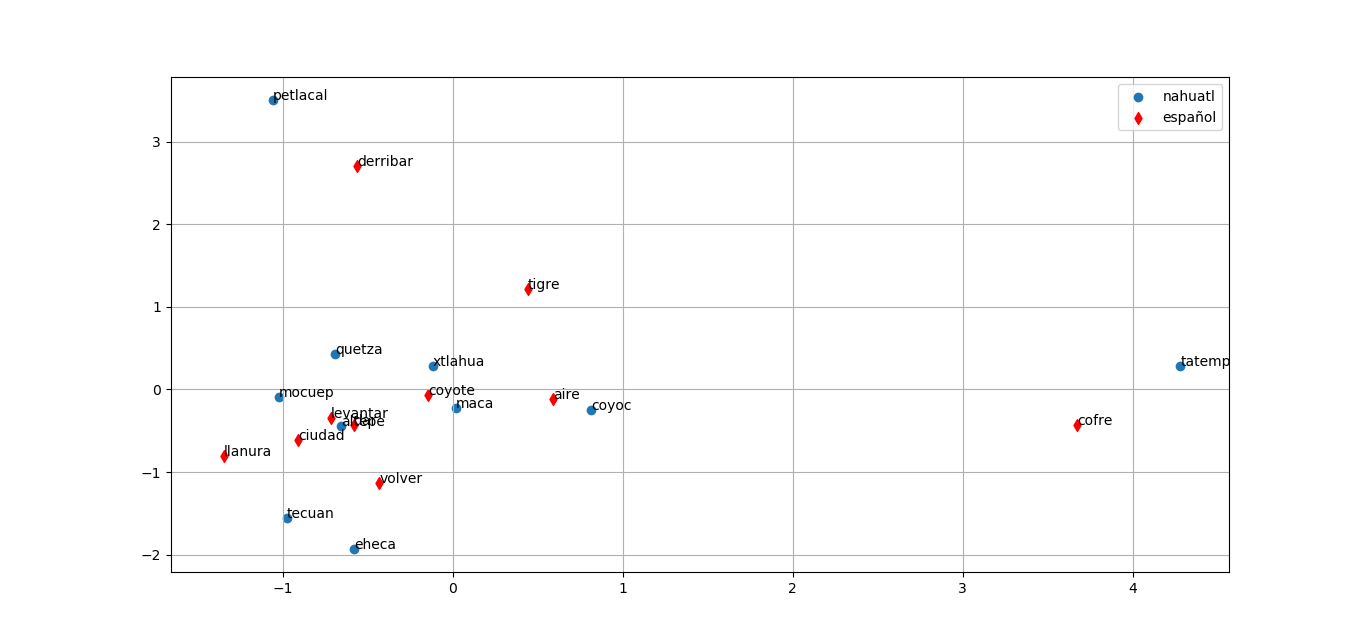 nahuatl
español
petlacal
3
derribar
2
tigre
1
quetza
xtlahua
tatemp
0
mocuep
coyote
aire
maca
coyoc
levantar
altepe
cofre
ciudad
llanura
−1
volver
tecuan
eheca
−2
−1 0 1 2 3 4